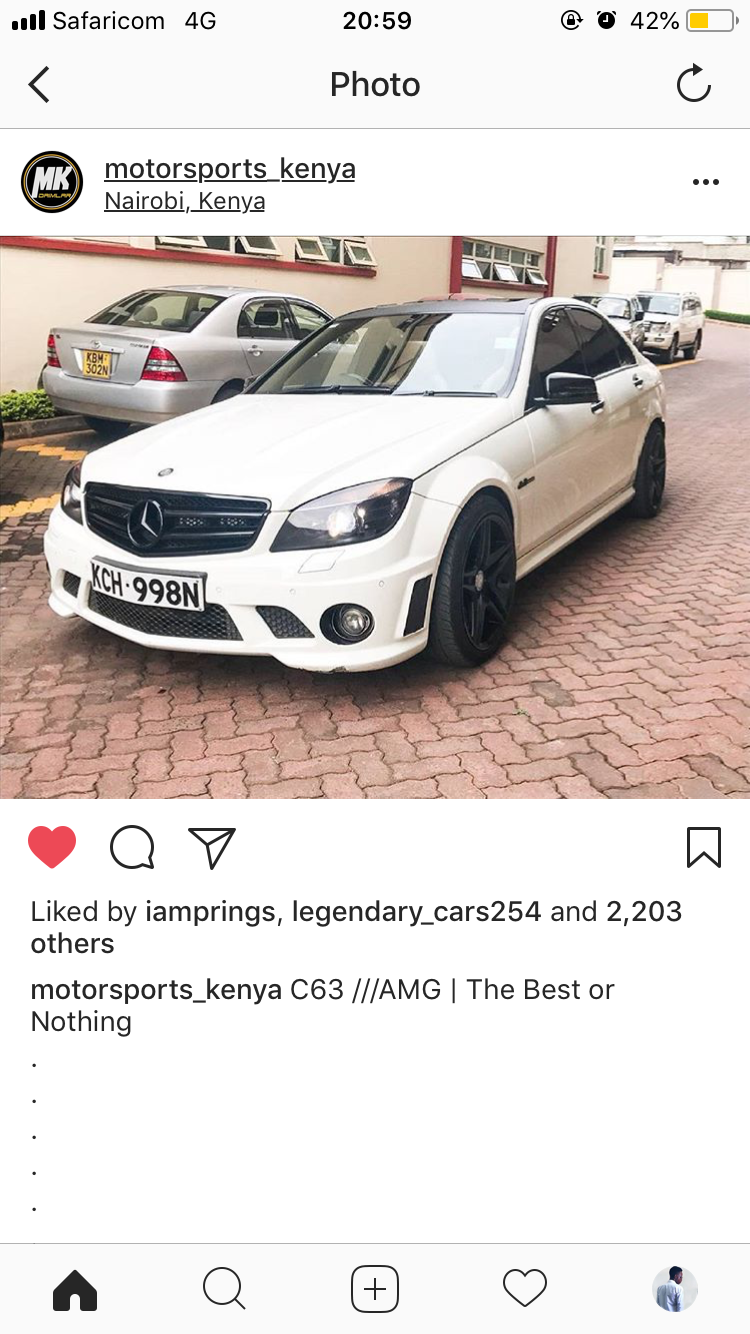 Safaricom 4G 20:59 42%
Photo
MK
motorsports_kenya
Nairobi, Kenya
KBM
302N
KCH·998N
Liked by iamprings, legendary_cars254 and 2,203
others
motorsports_kenya C63 ///AMG | The Best or
Nothing
.
.
.
.
.